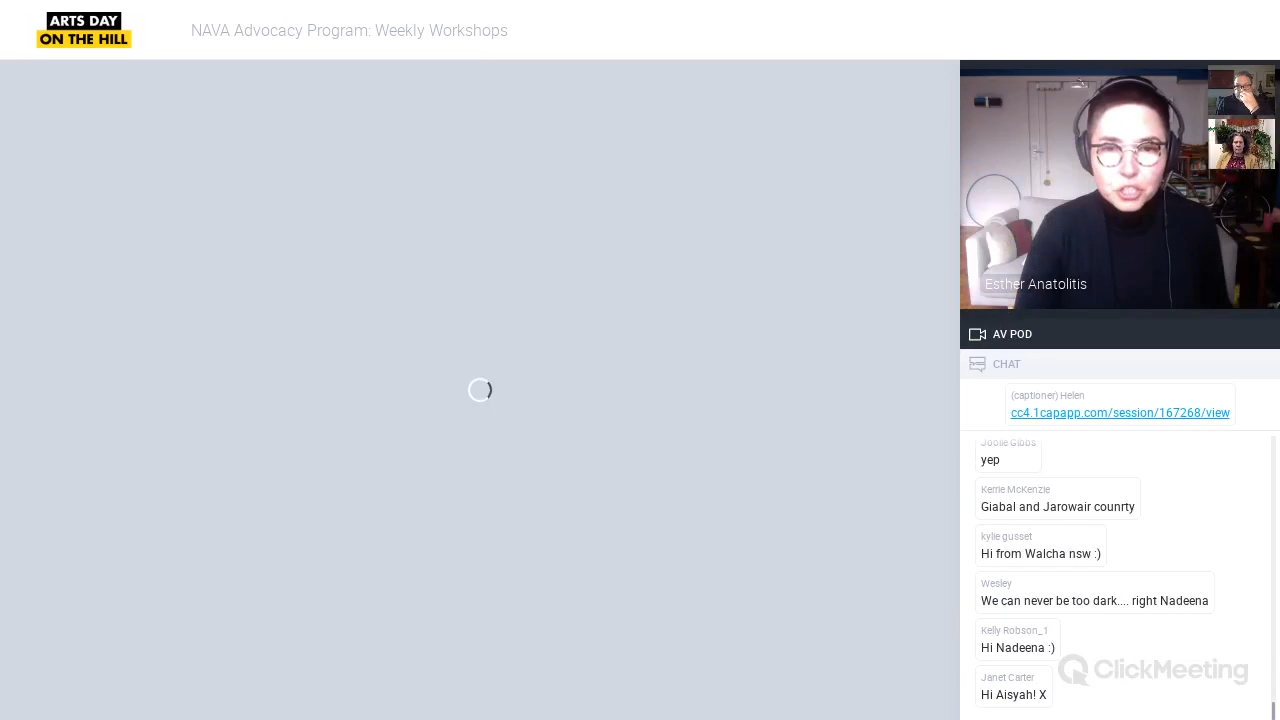 ARTS DAY
ON THE HILL
NAVA Advocacy Program: Weekly Workshops
Esther Anatolitis
AV POD
CHAT
(captioner) Helen
cc4.1capapp.com/session/167268/view
Joolie Gibbs
yep
Kerrie McKenzie
Giabal and Jarowair counrty
kylie gusset
Hi from Walcha nsw :)
Wesley
We can never be too dark.... right Nadeena
Kelly Robson_1
Hi Nadeena :)
Janet Carter
Hi Aisyah! X
ClickMeeting